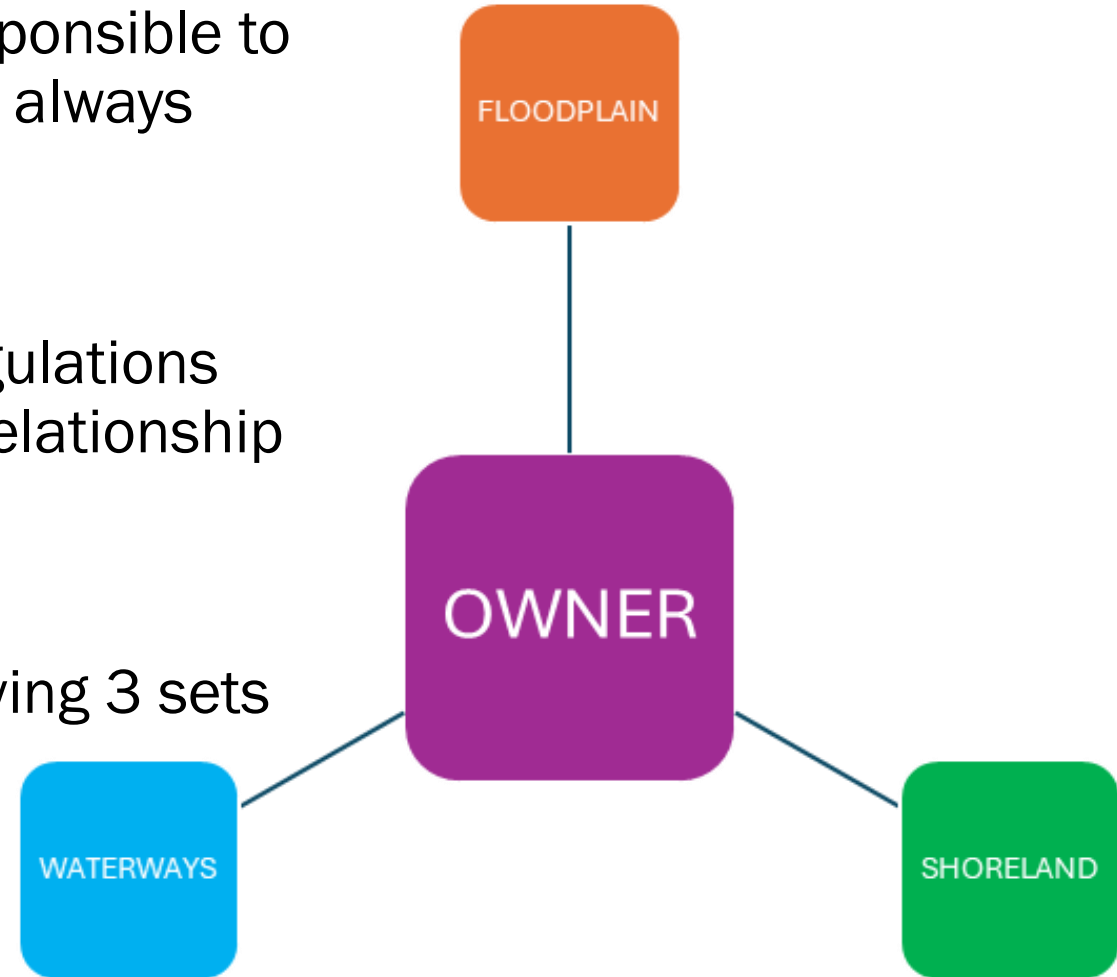 ponsible to
always
gulations
elationship
ving 3 sets
FLOODPLAIN
OWNER
WATERWAYS
SHORELAND